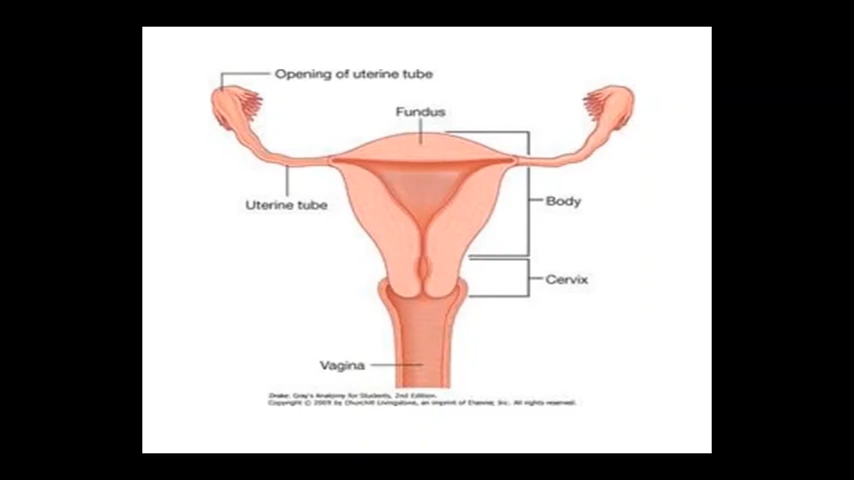 Opening of uterine tube
Fundus
Uterine tube
Body
Cervix
Vagina
Drake: Gray's Anatomy for Students, 2nd Edition.
Copyright © 2009 by Churchill Livingstone, an imprint of Elsevier, Inc. All rights reserved.